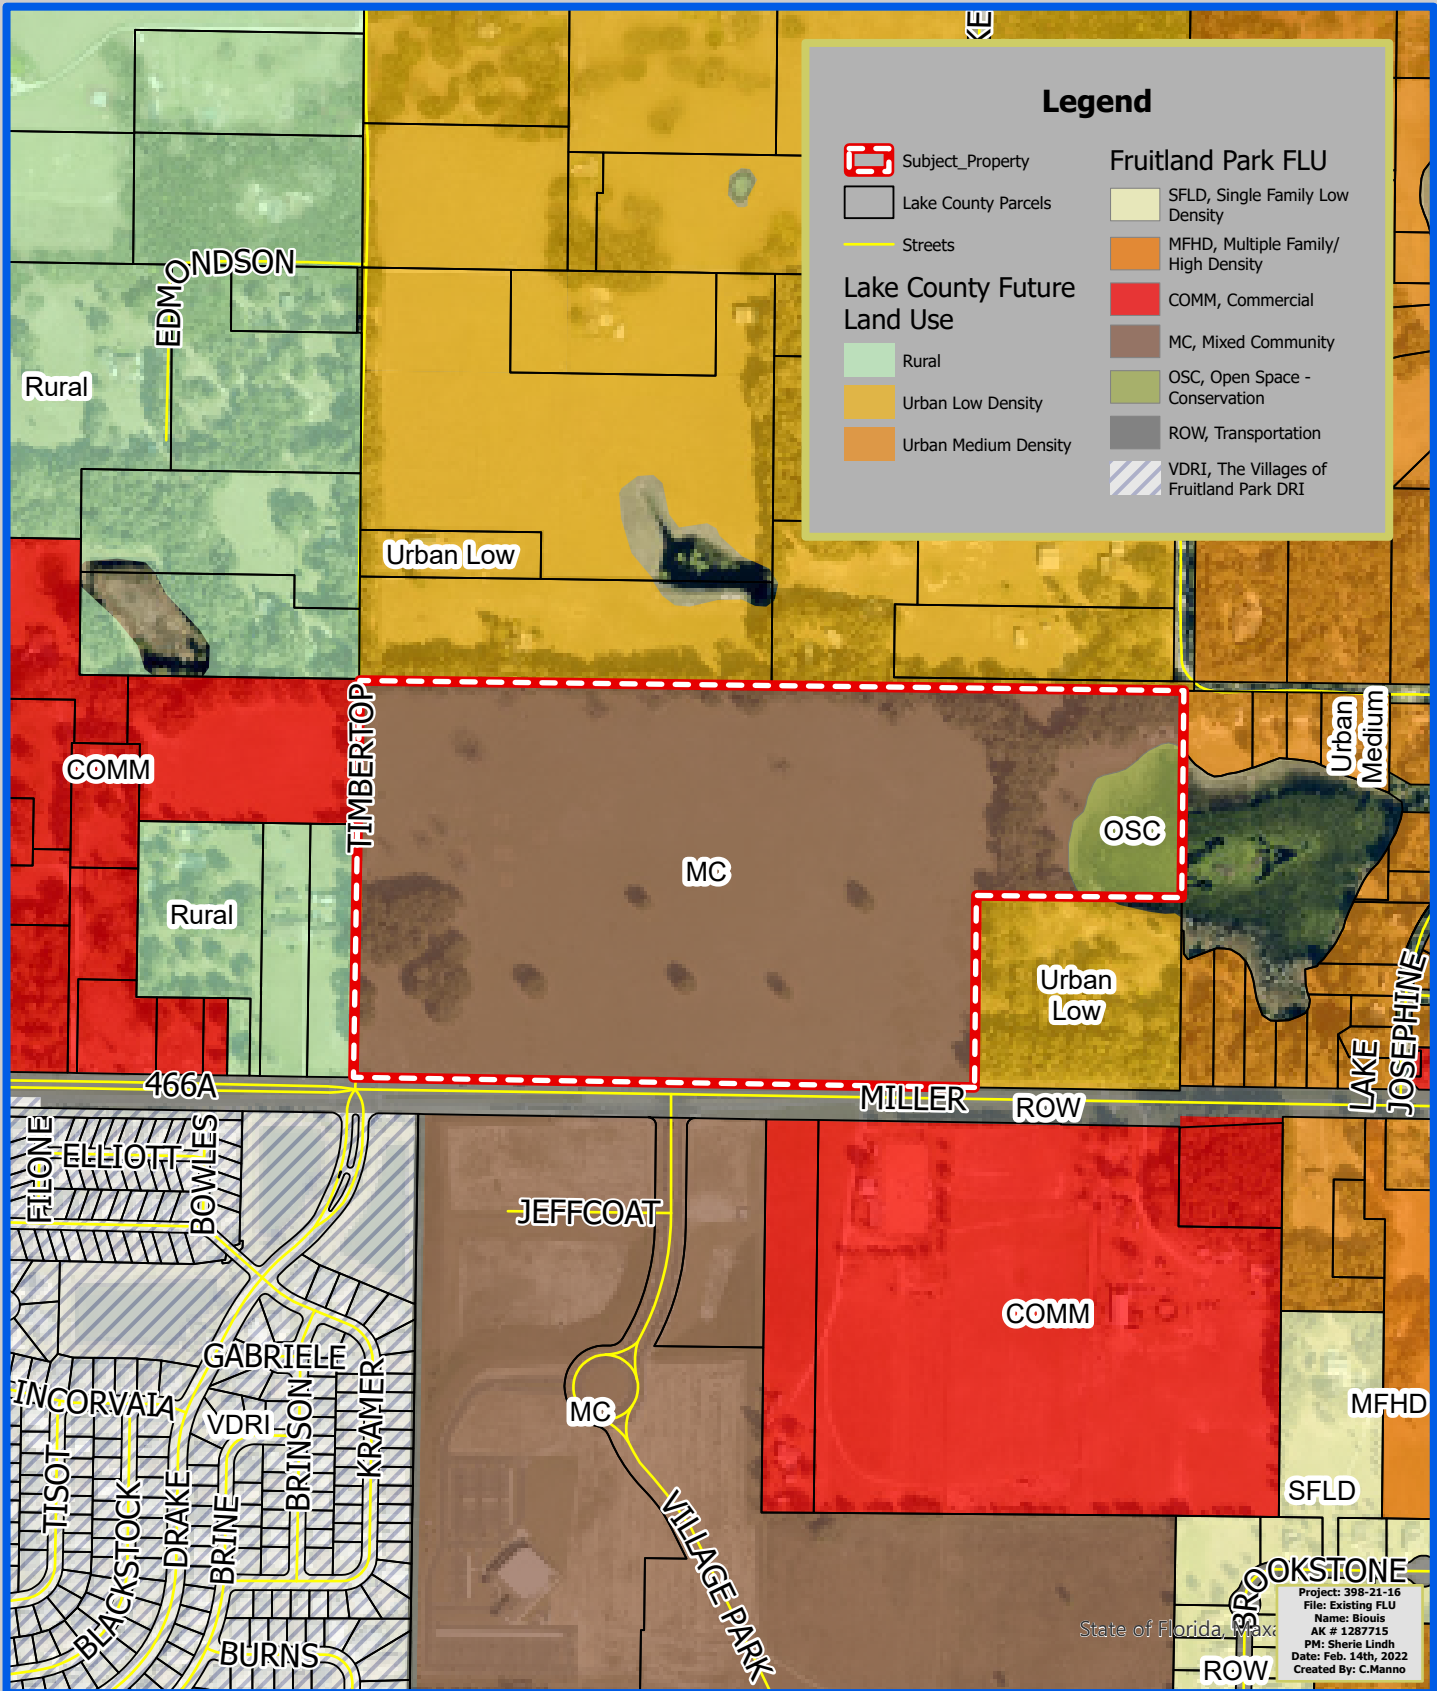 KE
Legend
Subject_Property
Lake County Parcels
Streets
Lake County Future
Land Use
Rural
Urban Low Density
Urban Medium Density
Fruitland Park FLU
SFLD, Single Family Low
Density
MFHD, Multiple Family/
High Density
COMM, Commercial
MC, Mixed Community
OSC, Open Space -
Conservation
ROW, Transportation
VDRI, The Villages of
Fruitland Park DRI
EDMONDSON
Rural
Urban Low
TIMBERTOP
Urban
Medium
COMM
OSC
MC
Rural
Urban
Low
LAKE
JOSEPHINE
466A
MILLER
ROW
FILONE
ELLIOTT
BOWLES
JEFFCOAT
COMM
GABRIELE
INCORVAIA
VDRI
BRINSON
KRAMER
MC
MFHD
TISOT
BLACKSTOCK
DRAKE
BRINE
SFLD
VILLAGE PARK
BROOKSTONE
BURNS
State of Florida, Maxa
ROW
Project: 398-21-16
File: Existing FLU
Name: Biouis
AK # 1287715
PM: Sherie Lindh
Date: Feb. 14th, 2022
Created By: C.Manno